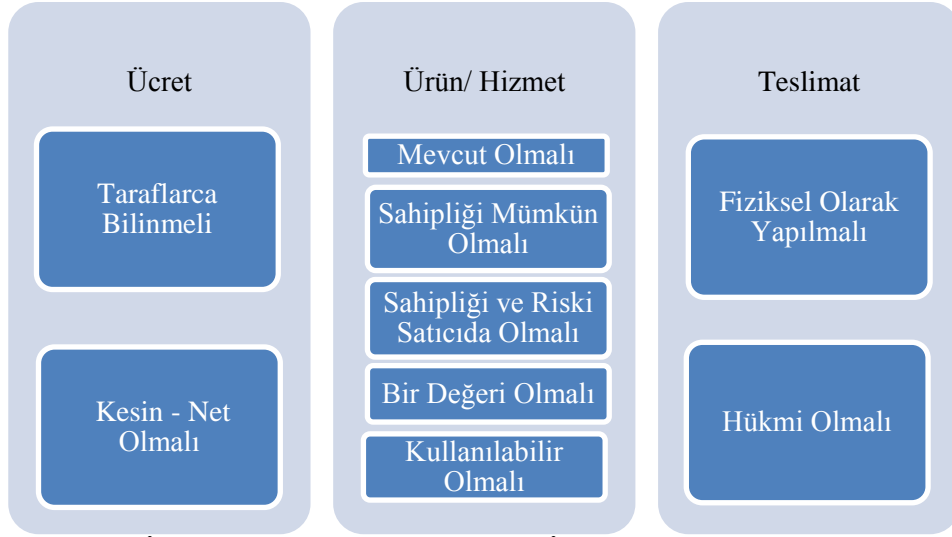 Ücret
Taraflarca
Bilinmeli
Kesin - Net
Olmalı
Ürün/ Hizmet
Mevcut Olmalı
Sahipliği Mümkün
Olmalı
Sahipliği ve Riski
Satıcıda Olmalı
Bir Değeri Olmalı
Kullanılabilir
Olmalı
Teslimat
Fiziksel Olarak
Yapılmalı
Hükmi Olmalı